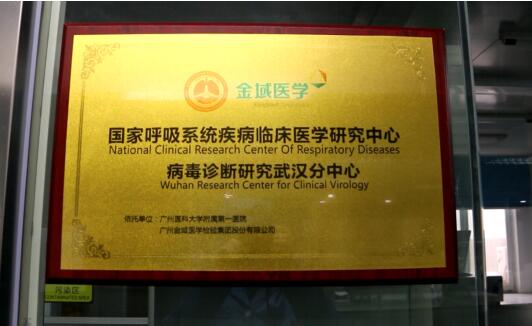 金域医学
国家呼吸系统疾病临床医学研究中心
National Clinical Research Center Of Respiratory Diseases
病毒诊断研究武汉分中心
Wuhan Research Center for Clinical Virology
依托单位：广州医科大学附属第一医院
广州金域医学检验集团股份有限公司
污染区
CONTAMINATED AREA